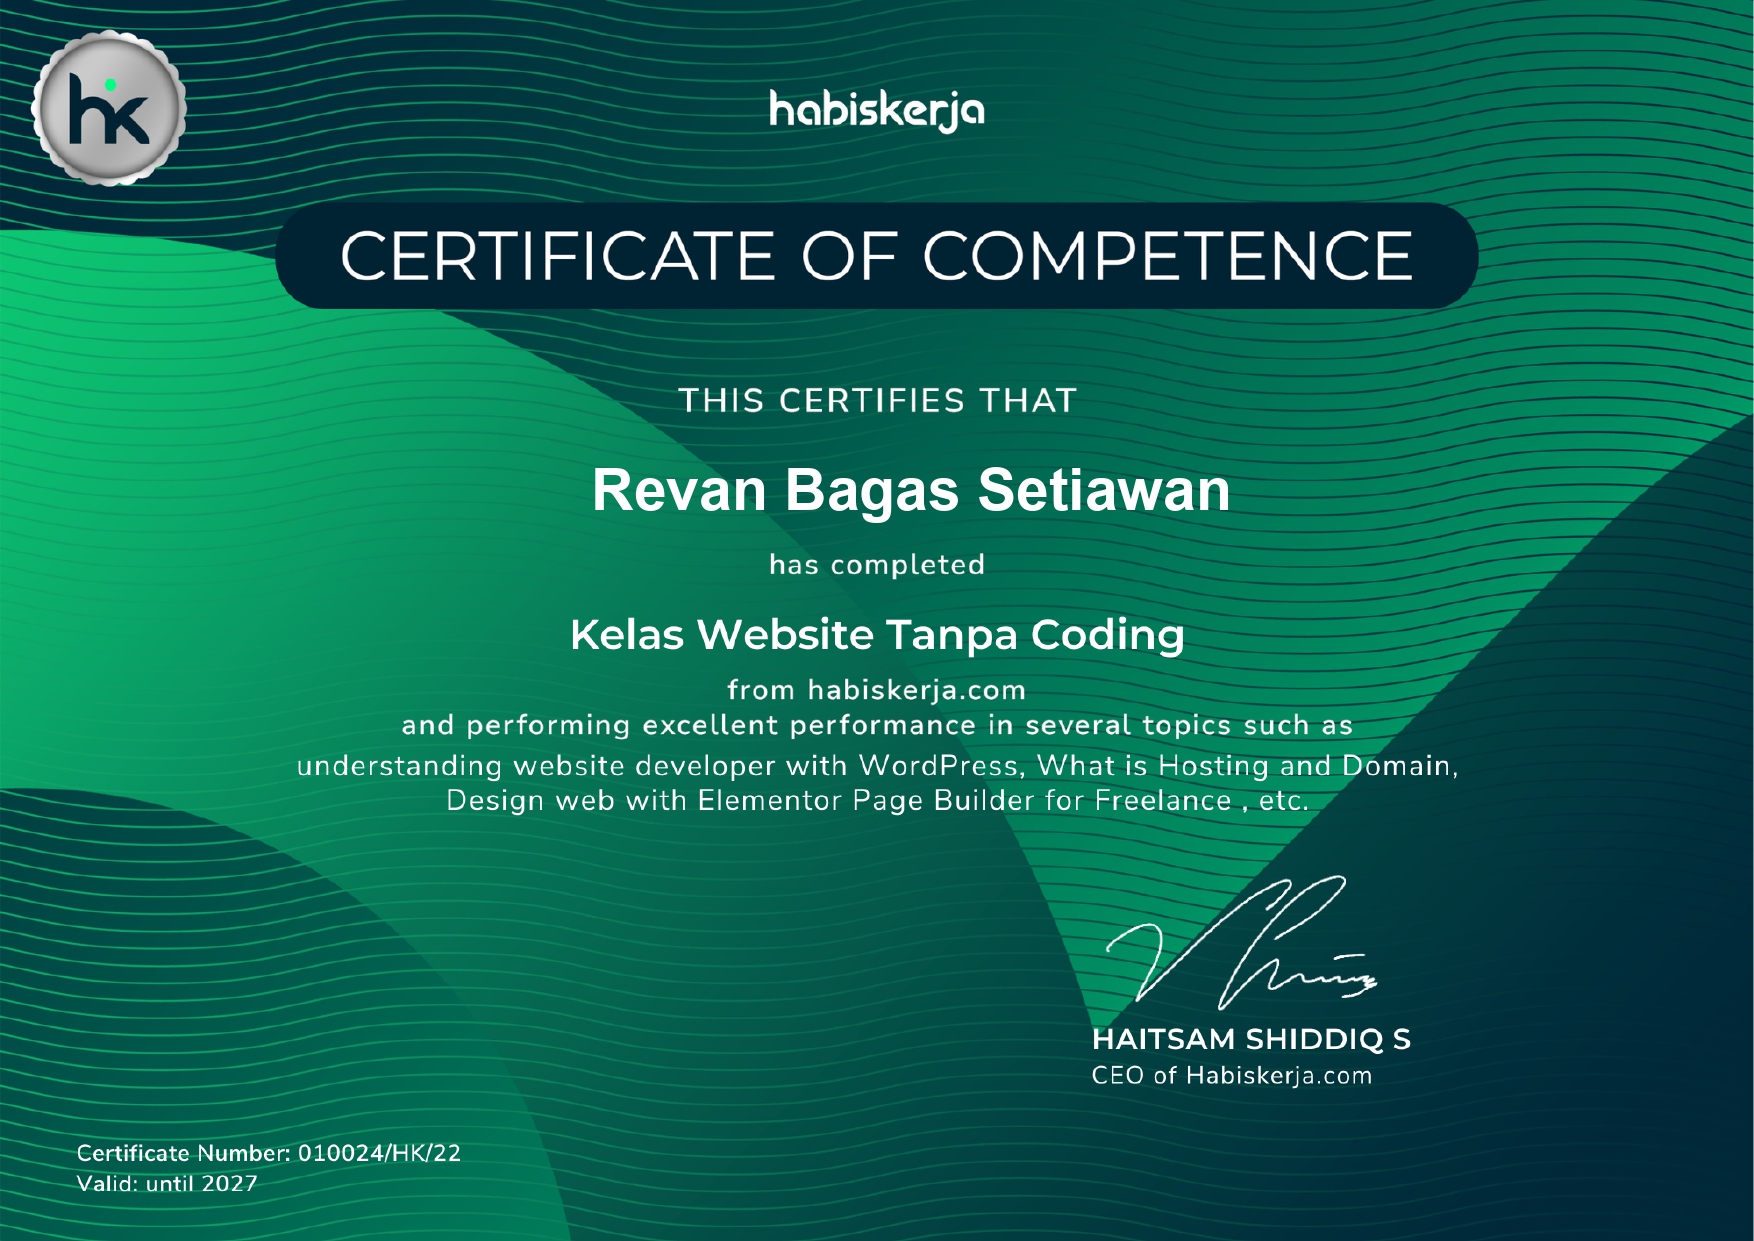 hk
habiskerja
CERTIFICATE OF COMPETENCE
THIS CERTIFIES THAT
Revan Bagas Setiawan
has completed
Kelas Website Tanpa Coding
from habiskerja.com
and performing excellent performance in several topics such as
understanding website developer with WordPress, What is Hosting and Domain,
Design web with Elementor Page Builder for Freelance , etc.
HAITSAM SHIDDIQ S
CEO of Habiskerja.com
Certificate Number: 010024/HK/22
Valid: until 2027